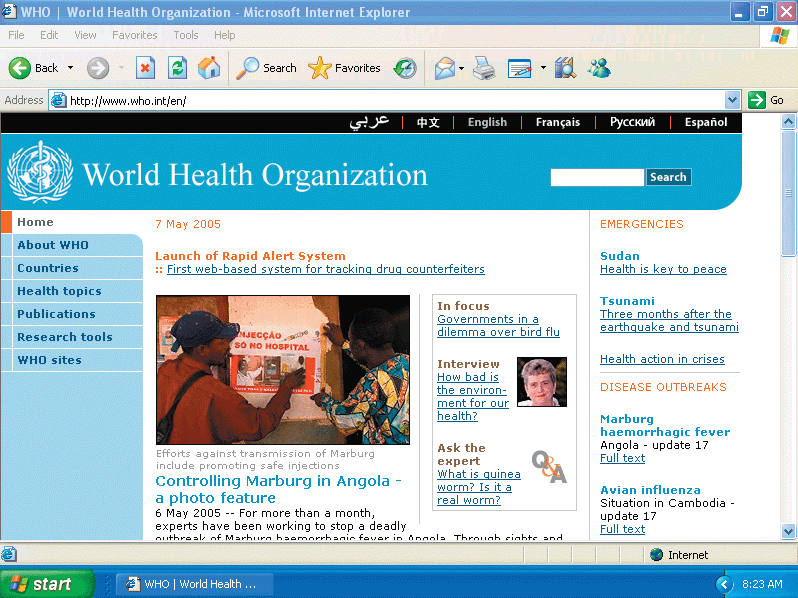 WHO | World Health Organization - Microsoft Internet Explorer
File Edit View Favorites Tools Help
Back Search Favorites
Address http://www.who.int/en/ Go
عربي 中文 English Français Русский Español
World Health Organization
Search
Home
About WHO
Countries
Health topics
Publications
Research tools
WHO sites
7 May 2005
Launch of Rapid Alert System
:: First web-based system for tracking drug counterfeiters
INJECÇÃO
SÓ NO HOSPITAL
Efforts against transmission of Marburg
include promoting safe injections
Controlling Marburg in Angola -
a photo feature
6 May 2005 -- For more than a month,
experts have been working to stop a deadly
outbreak of Marburg haemorrhagic fever in Angola. Through sights and
In focus
Governments in a
dilemma over bird flu
Interview
How bad is
the environ-
ment for our
health?
Ask the
expert
What is guinea
worm? Is it a
real worm?
Q&A
EMERGENCIES
Sudan
Health is key to peace
Tsunami
Three months after the
earthquake and tsunami
Health action in crises
DISEASE OUTBREAKS
Marburg
haemorrhagic fever
Angola - update 17
Full text
Avian influenza
Situation in Cambodia -
update 17
Full text
Internet
start WHO | World Health ... 8:23 AM